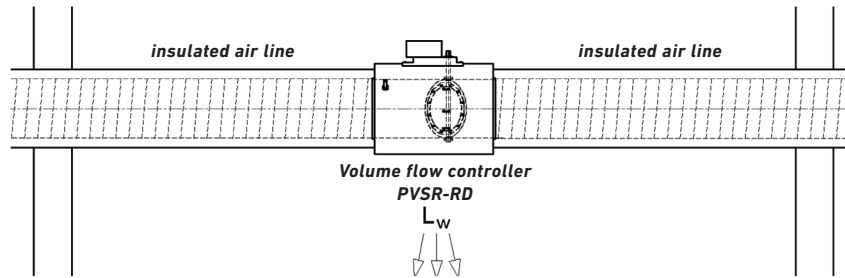 insulated air line
insulated air line
Volume flow controller
PVSR-RD
Lw